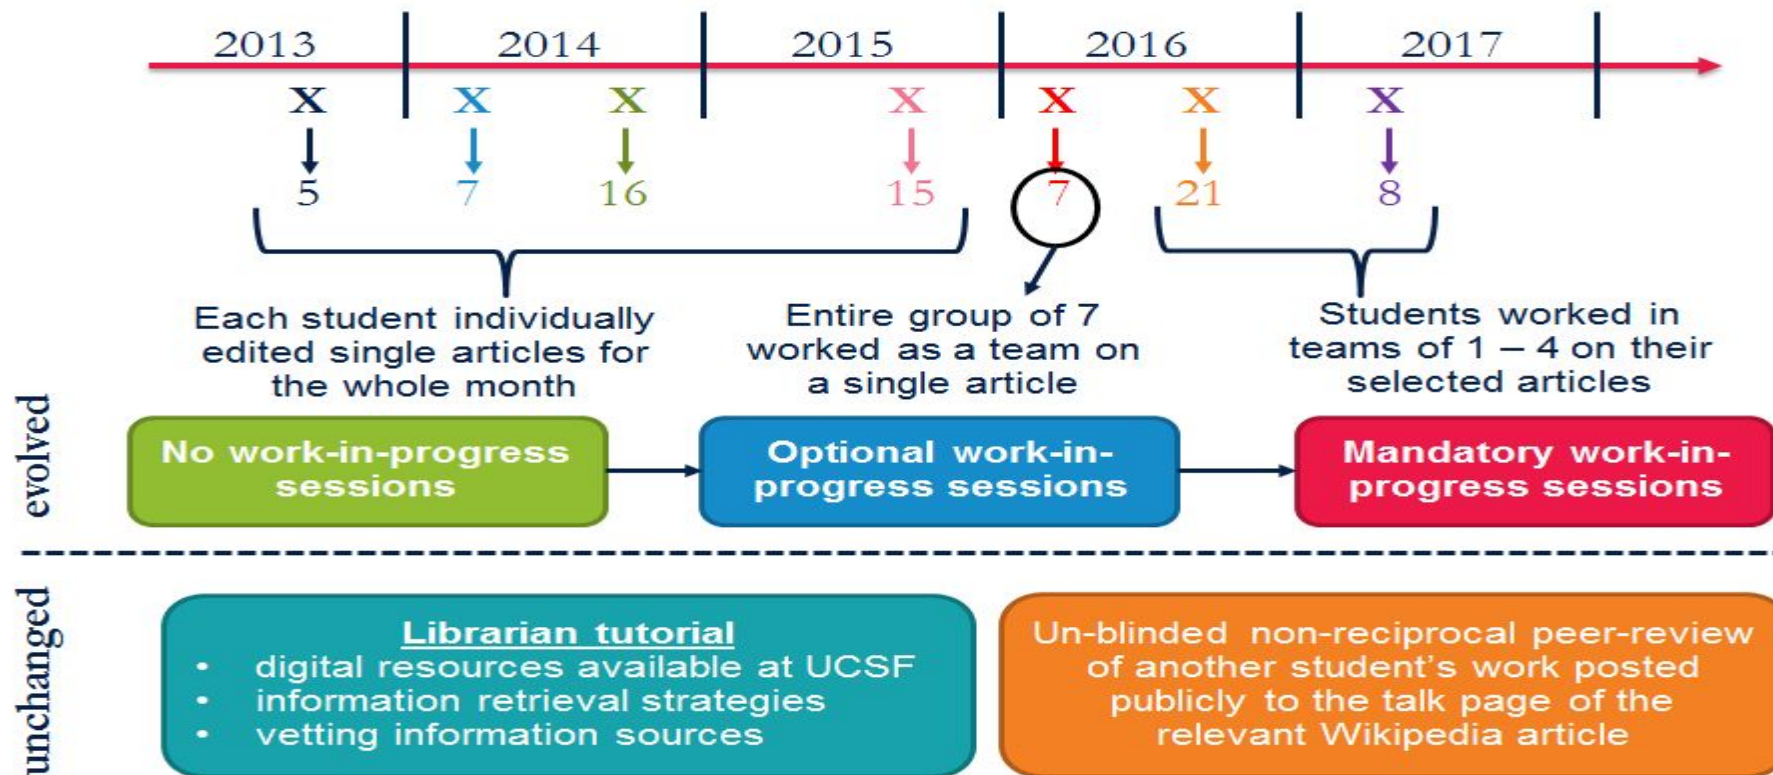 2013 2014 2015 2016 2017
X X X X X X X
5 7 16 15 7 21 8
Each student individually
edited single articles for
the whole month
Entire group of 7
worked as a team on
a single article
Students worked in
teams of 1 – 4 on their
selected articles
evolved
No work-in-progress
sessions
Optional work-in-
progress sessions
Mandatory work-in-
progress sessions
unchanged
Librarian tutorial
• digital resources available at UCSF
• information retrieval strategies
• vetting information sources
Un-blinded non-reciprocal peer-review
of another student's work posted
publicly to the talk page of the
relevant Wikipedia article